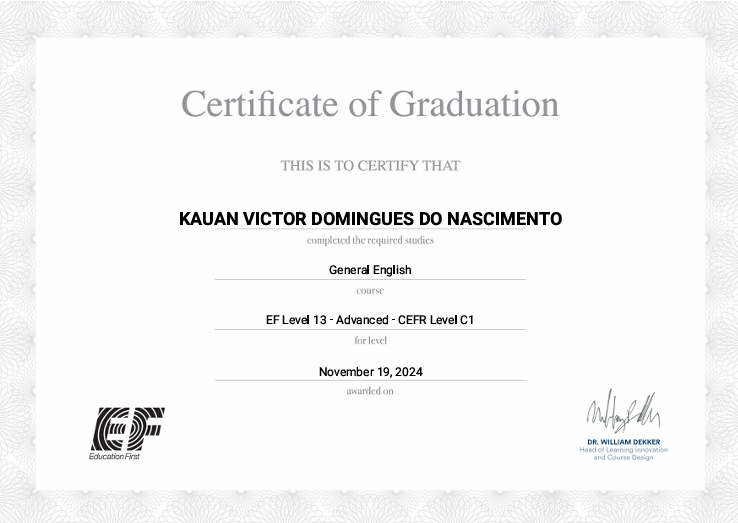 Certificate of Graduation
THIS IS TO CERTIFY THAT
KAUAN VICTOR DOMINGUES DO NASCIMENTO
completed the required studies
General English
course
EF Level 13 - Advanced - CEFR Level C1
for level
November 19, 2024
awarded on
EF
Education First
DR. WILLIAM DEKKER
Head of Learning Innovation
and Course Design